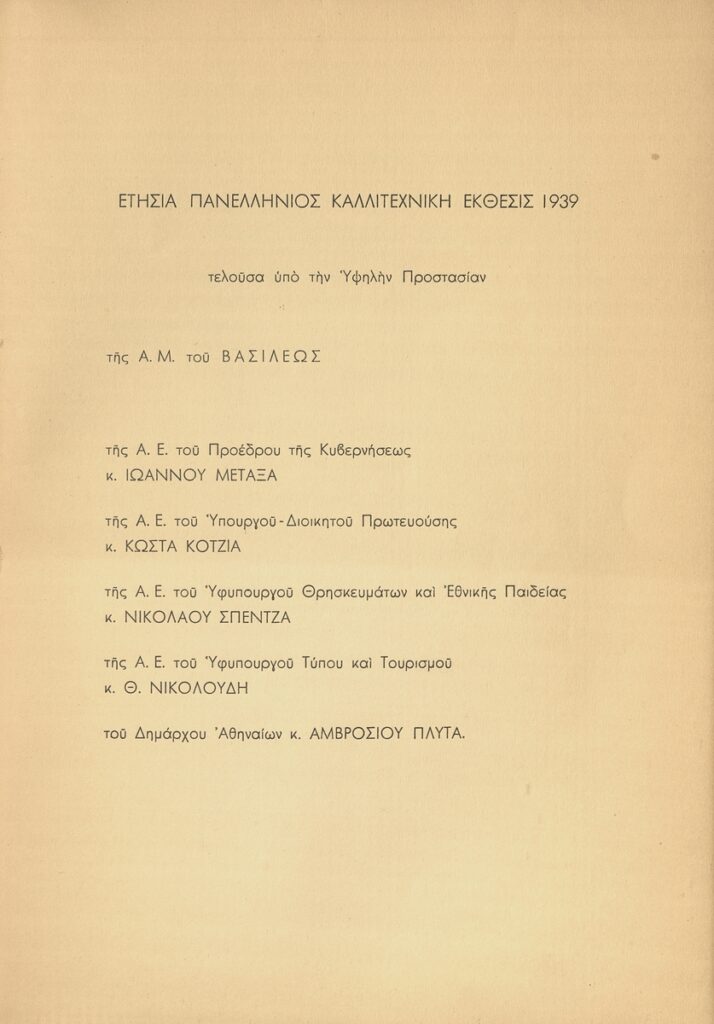 ΕΤΗΣΙΑ ΠΑΝΕΛΛΗΝΙΟΣ ΚΑΛΛΙΤΕΧΝΙΚΗ ΕΚΘΕΣΙΣ 1939
τελοῦσα ὑπὸ τὴν Ὑψηλὴν Προστασίαν
τῆς Α. Μ. τοῦ ΒΑΣΙΛΕΩΣ
τῆς Α. Ε. τοῦ Προέδρου τῆς Κυβερνήσεως
κ. ΙΩΑΝΝΟΥ ΜΕΤΑΞΑ
τῆς Α. Ε. τοῦ Ὑπουργοῦ-Διοικητοῦ Πρωτευούσης
κ. ΚΩΣΤΑ ΚΟΤΖΙΑ
τῆς Α. Ε. τοῦ Ὑφυπουργοῦ Θρησκευμάτων καὶ Ἐθνικῆς Παιδείας
κ. ΝΙΚΟΛΑΟΥ ΣΠΕΝΤΖΑ
τῆς Α. Ε. τοῦ Ὑφυπουργοῦ Τύπου καὶ Τουρισμοῦ
κ. Θ. ΝΙΚΟΛΟΥΔΗ
τοῦ Δημάρχου Ἀθηναίων κ. ΑΜΒΡΟΣΙΟΥ ΠΛΥΤΑ.